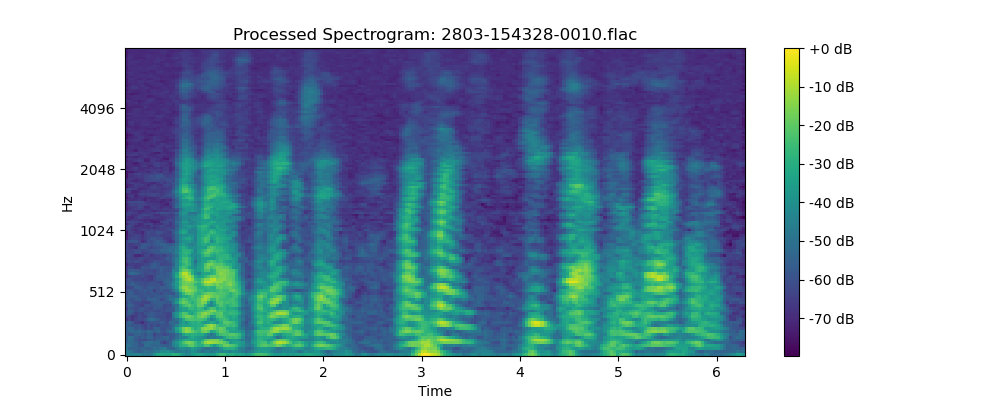 Processed Spectrogram: 2803-154328-0010.flac
Hz
4096
2048
1024
512
0
0 1 2 3 4 5 6
Time
+0 dB
-10 dB
-20 dB
-30 dB
-40 dB
-50 dB
-60 dB
-70 dB